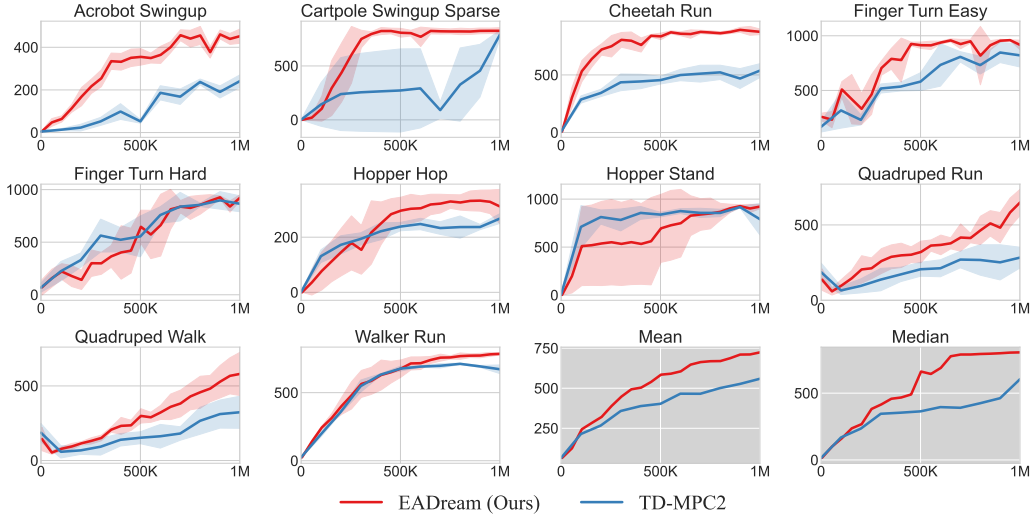 Acrobot Swingup Cartpole Swingup Sparse Cheetah Run Finger Turn Easy
400
200
0
0 500K 1M
500
0
0 500K 1M
500
0
0 500K 1M
1000
500
0 500K 1M
Finger Turn Hard Hopper Hop Hopper Stand Quadruped Run
1000
500
0
0 500K 1M
200
0
0 500K 1M
1000
500
0
0 500K 1M
500
0
0 500K 1M
Quadruped Walk Walker Run Mean Median
500
0
0 500K 1M
500
0
0 500K 1M
750
500
250
0 500K 1M
500
0
0 500K 1M
EADream (Ours) TD-MPC2